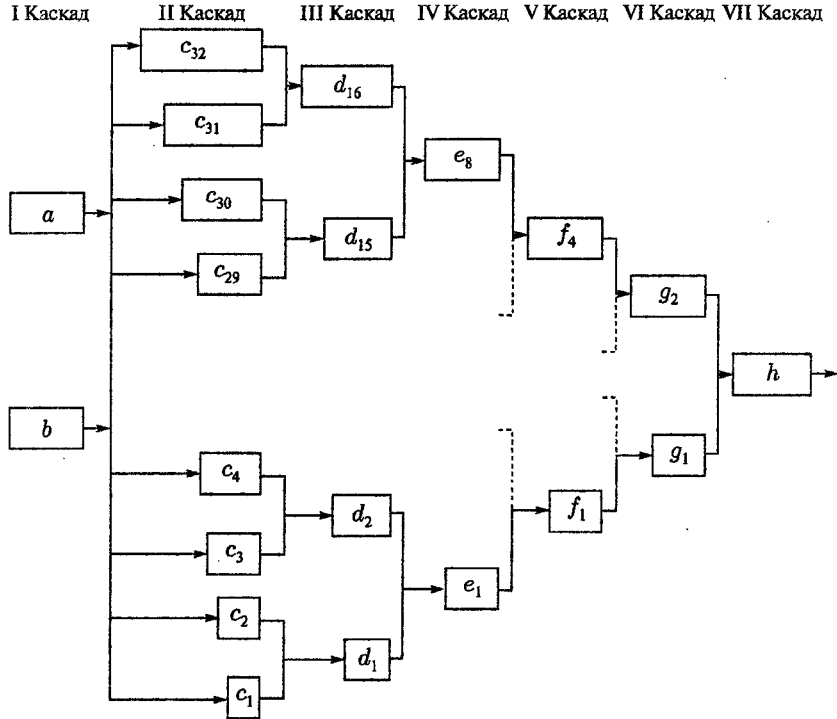 I Каскад II Каскад III Каскад IV Каскад V Каскад VI Каскад VII Каскад
c₃₂
d₁₆
c₃₁
e₈
c₃₀
a
d₁₅
f₄
c₂₉
g₂
h
b
c₄
g₁
d₂
f₁
c₃
e₁
c₂
d₁
c₁